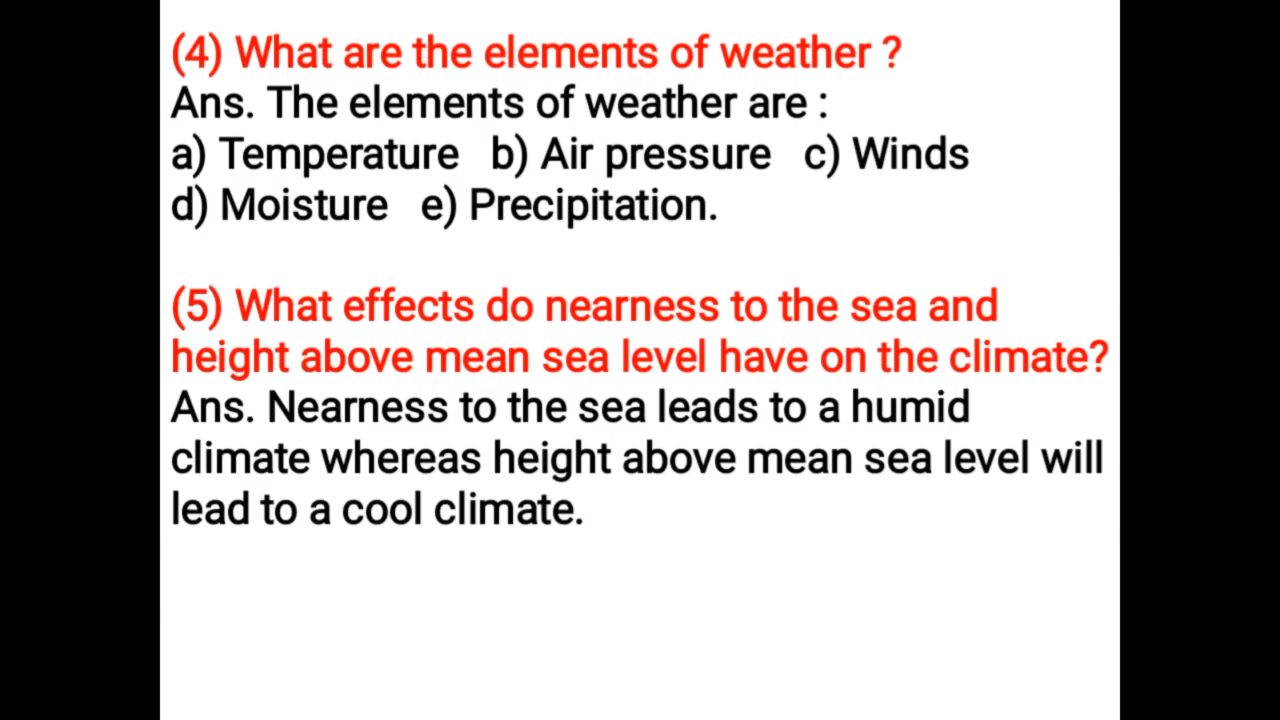 (4) What are the elements of weather ?
Ans. The elements of weather are :
a) Temperature b) Air pressure c) Winds
d) Moisture e) Precipitation.
(5) What effects do nearness to the sea and
height above mean sea level have on the climate?
Ans. Nearness to the sea leads to a humid
climate whereas height above mean sea level will
lead to a cool climate.